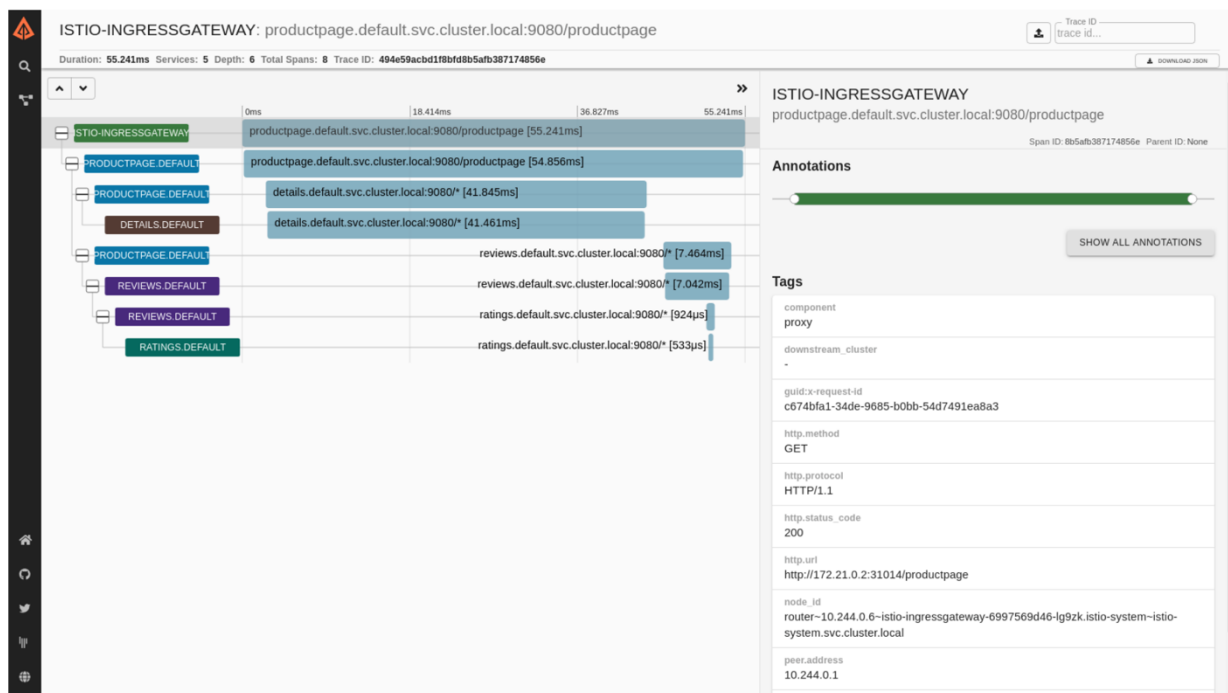 ISTIO-INGRESSGATEWAY: productpage.default.svc.cluster.local:9080/productpage
Trace ID
trace id...
Duration: 55.241ms Services: 5 Depth: 6 Total Spans: 8 Trace ID: 494e59acbd1f8bfd8b5afb387174856e
DOWNLOAD JSON
0ms 18.414ms 36.827ms 55.241ms
ISTIO-INGRESSGATEWAY productpage.default.svc.cluster.local:9080/productpage [55.241ms]
PRODUCTPAGE.DEFAULT productpage.default.svc.cluster.local:9080/productpage [54.856ms]
PRODUCTPAGE.DEFAULT details.default.svc.cluster.local:9080/* [41.845ms]
DETAILS.DEFAULT details.default.svc.cluster.local:9080/* [41.461ms]
PRODUCTPAGE.DEFAULT reviews.default.svc.cluster.local:9080/* [7.464ms]
REVIEWS.DEFAULT reviews.default.svc.cluster.local:9080/* [7.042ms]
REVIEWS.DEFAULT ratings.default.svc.cluster.local:9080/* [924μs]
RATINGS.DEFAULT ratings.default.svc.cluster.local:9080/* [533μs]
ISTIO-INGRESSGATEWAY
productpage.default.svc.cluster.local:9080/productpage
Span ID: 8b5afb387174856e Parent ID: None
Annotations
SHOW ALL ANNOTATIONS
Tags
component
proxy
downstream_cluster
-
guid:x-request-id
c674bfa1-34de-9685-b0bb-54d7491ea8a3
http.method
GET
http.protocol
HTTP/1.1
http.status_code
200
http.url
http://172.21.0.2:31014/productpage
node_id
router~10.244.0.6~istio-ingressgateway-6997569d46-lg9zk.istio-system~istio-
system.svc.cluster.local
peer.address
10.244.0.1